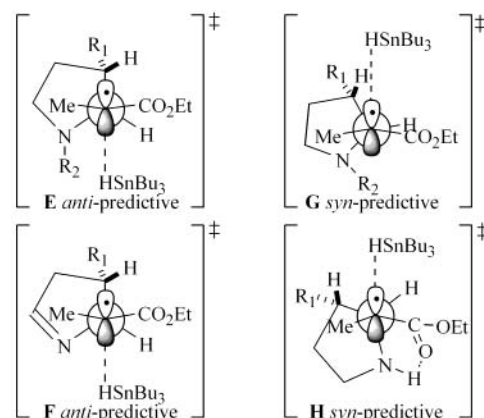 ‡
R₁
H
Me
CO₂Et
N
H
R₂
HSnBu₃
E anti-predictive
‡
HSnBu₃
R₁
H
Me
H
CO₂Et
N
R₂
G syn-predictive
‡
R₁
H
Me
CO₂Et
N
H
HSnBu₃
F anti-predictive
‡
HSnBu₃
H
H
R₁
Me
C
OEt
O
N
H
H syn-predictive